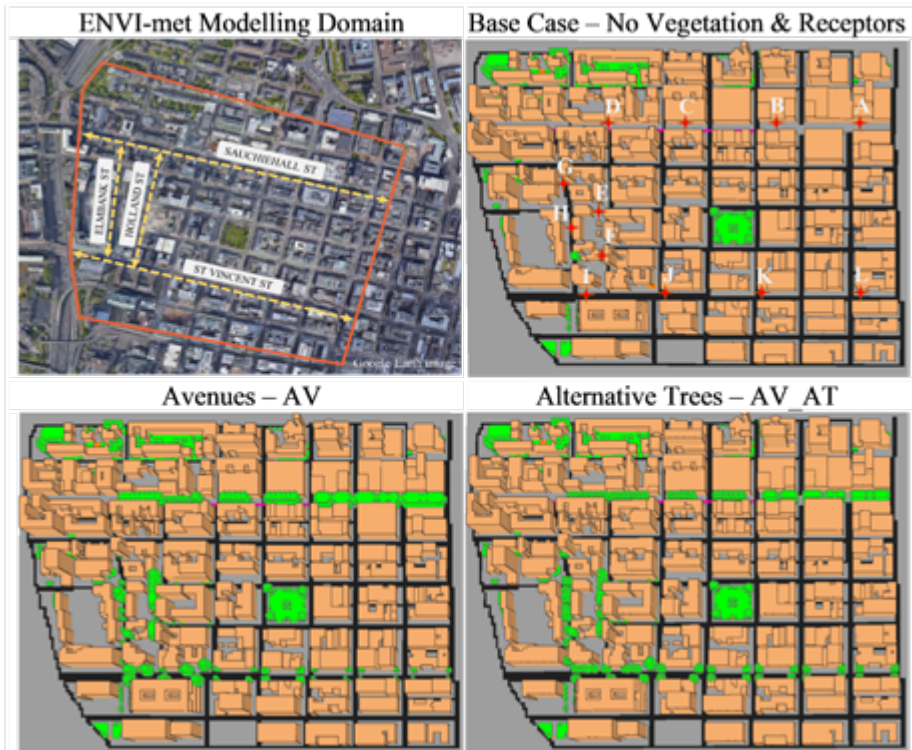 ENVI-met Modelling Domain
Base Case – No Vegetation & Receptors
SAUCHIEHALL ST
ELMBANK ST
HOLLAND ST
ST VINCENT ST
Google Earth image
D
C
B
A
G
E
H
J
K
Avenues – AV
Alternative Trees – AV_AT